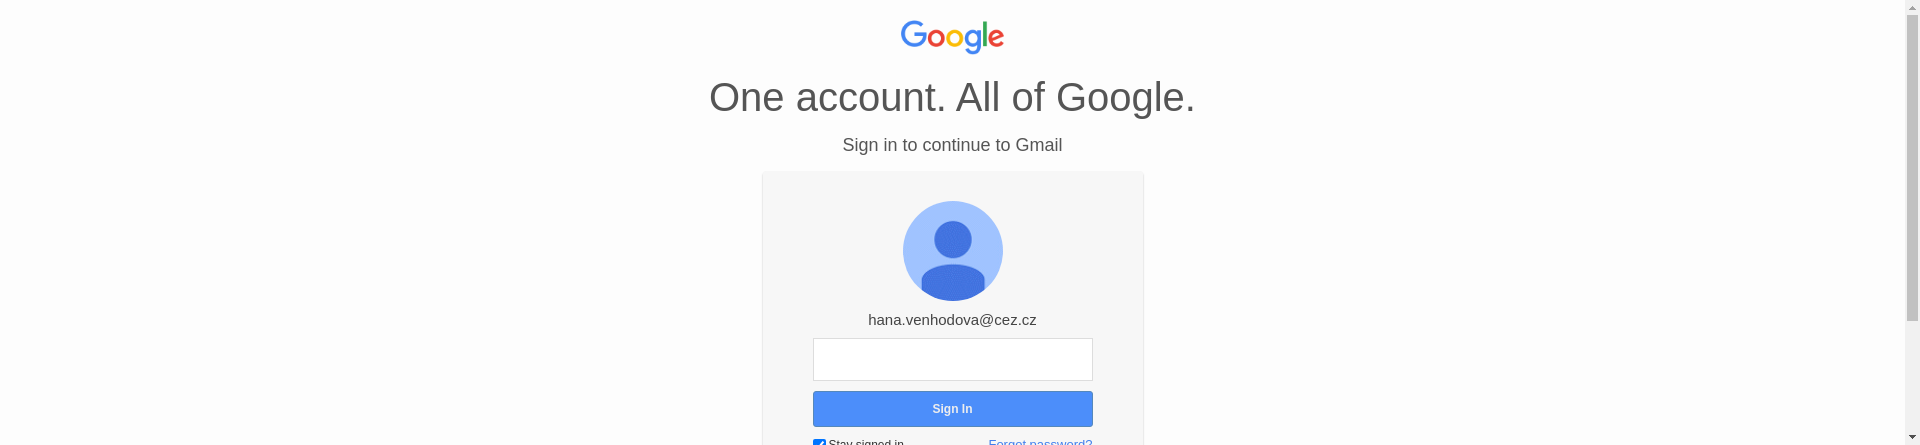 Google
One account. All of Google.
Sign in to continue to Gmail
hana.venhodova@cez.cz
Sign In
Stay signed in Forgot password?